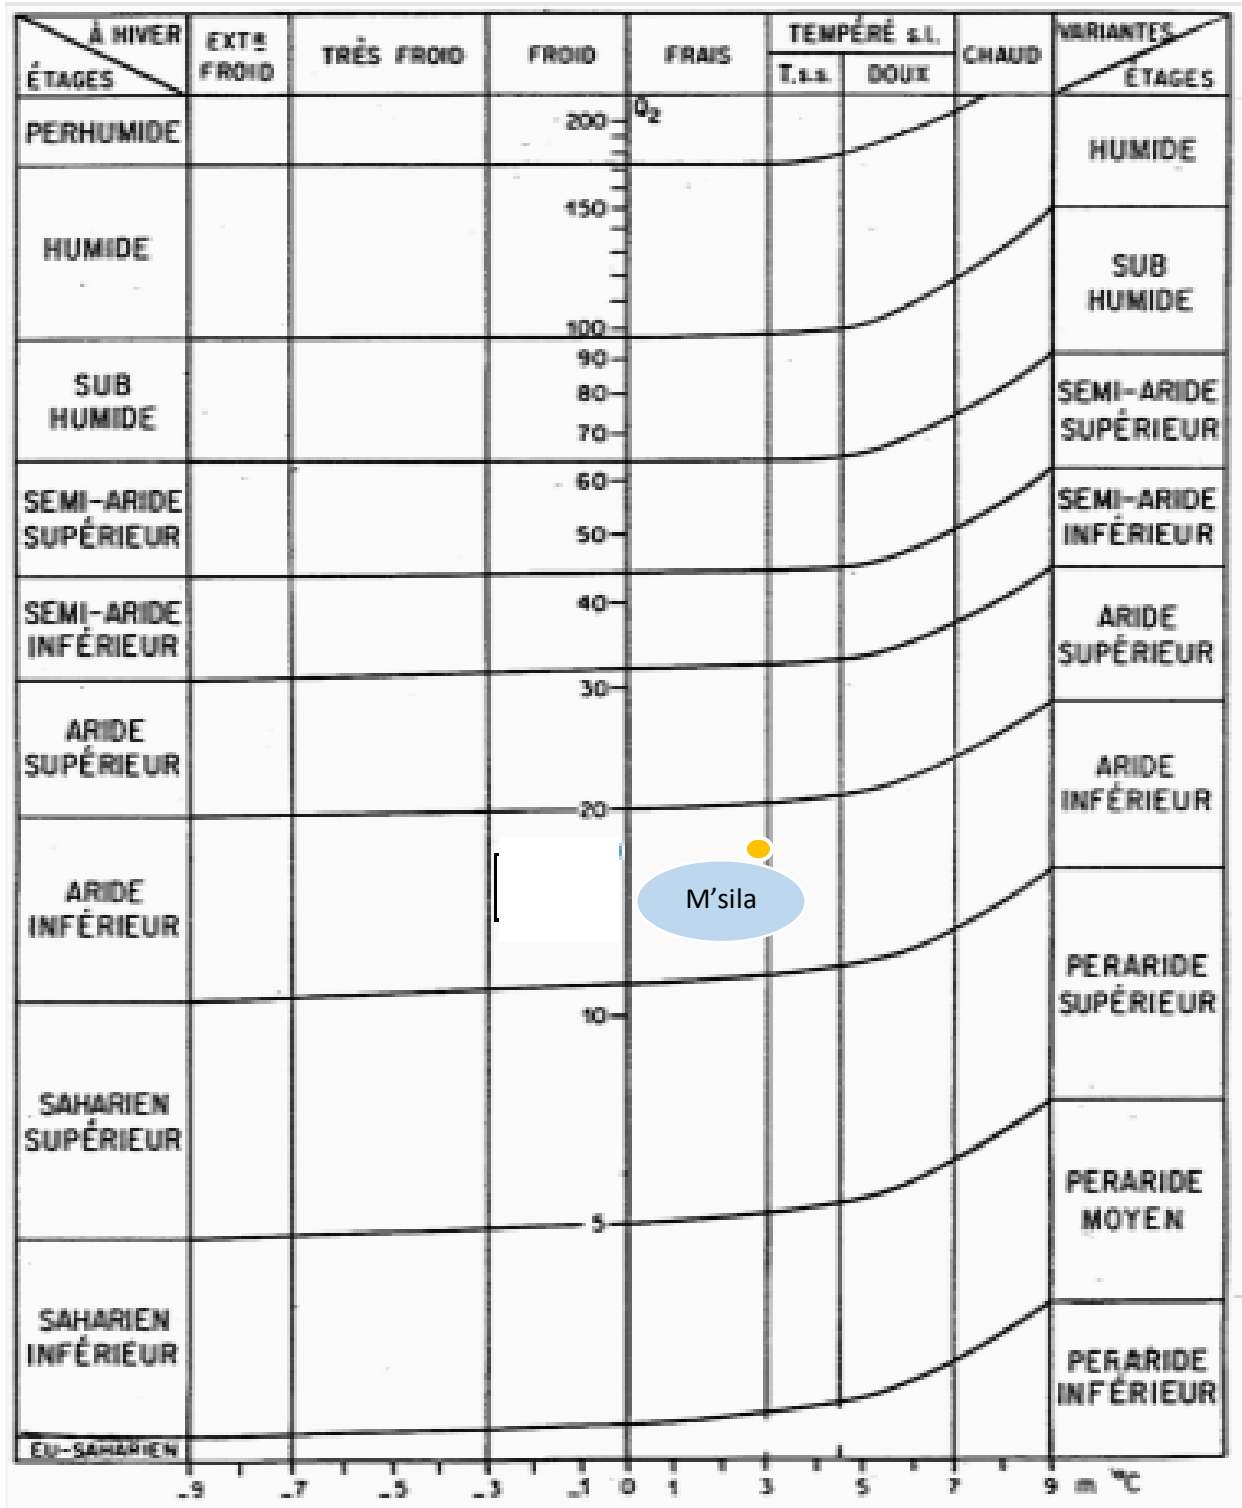 À HIVER
ÉTAGES
EXTR
FROID
TRÈS FROID
FROID
FRAIS
TEMPÉRÉ s.l.
T.s.s.
DOUX
CHAUD
VARIANTES
ÉTAGES
PERHUMIDE
HUMIDE
SUB
HUMIDE
SEMI-ARIDE
SUPÉRIEUR
SEMI-ARIDE
INFÉRIEUR
ARIDE
SUPÉRIEUR
ARIDE
INFÉRIEUR
SAHARIEN
SUPÉRIEUR
SAHARIEN
INFÉRIEUR
EU-SAHARIEN
Q2
200
150
100
90
80
70
60
50
40
30
20
10
5
M'sila
HUMIDE
SUB
HUMIDE
SEMI-ARIDE
SUPÉRIEUR
SEMI-ARIDE
INFÉRIEUR
ARIDE
SUPÉRIEUR
ARIDE
INFÉRIEUR
PERARIDE
SUPÉRIEUR
PERARIDE
MOYEN
PERARIDE
INFÉRIEUR
-9 -7 -5 -3 -1 0 1 3 5 7 9 m °C